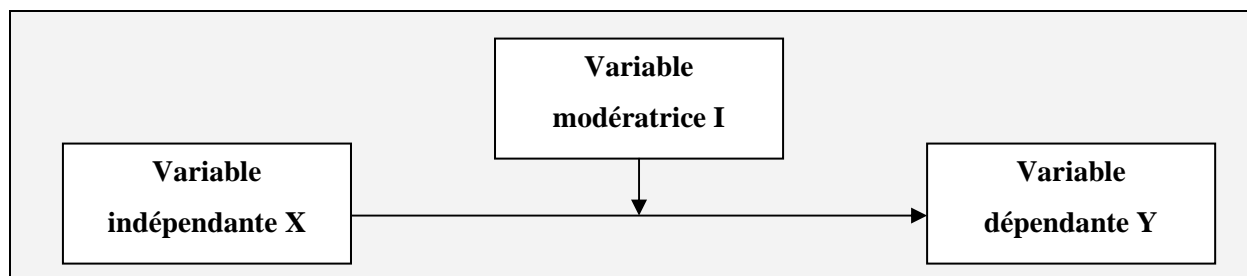 Variable
modératrice I
Variable
indépendante X
Variable
dépendante Y